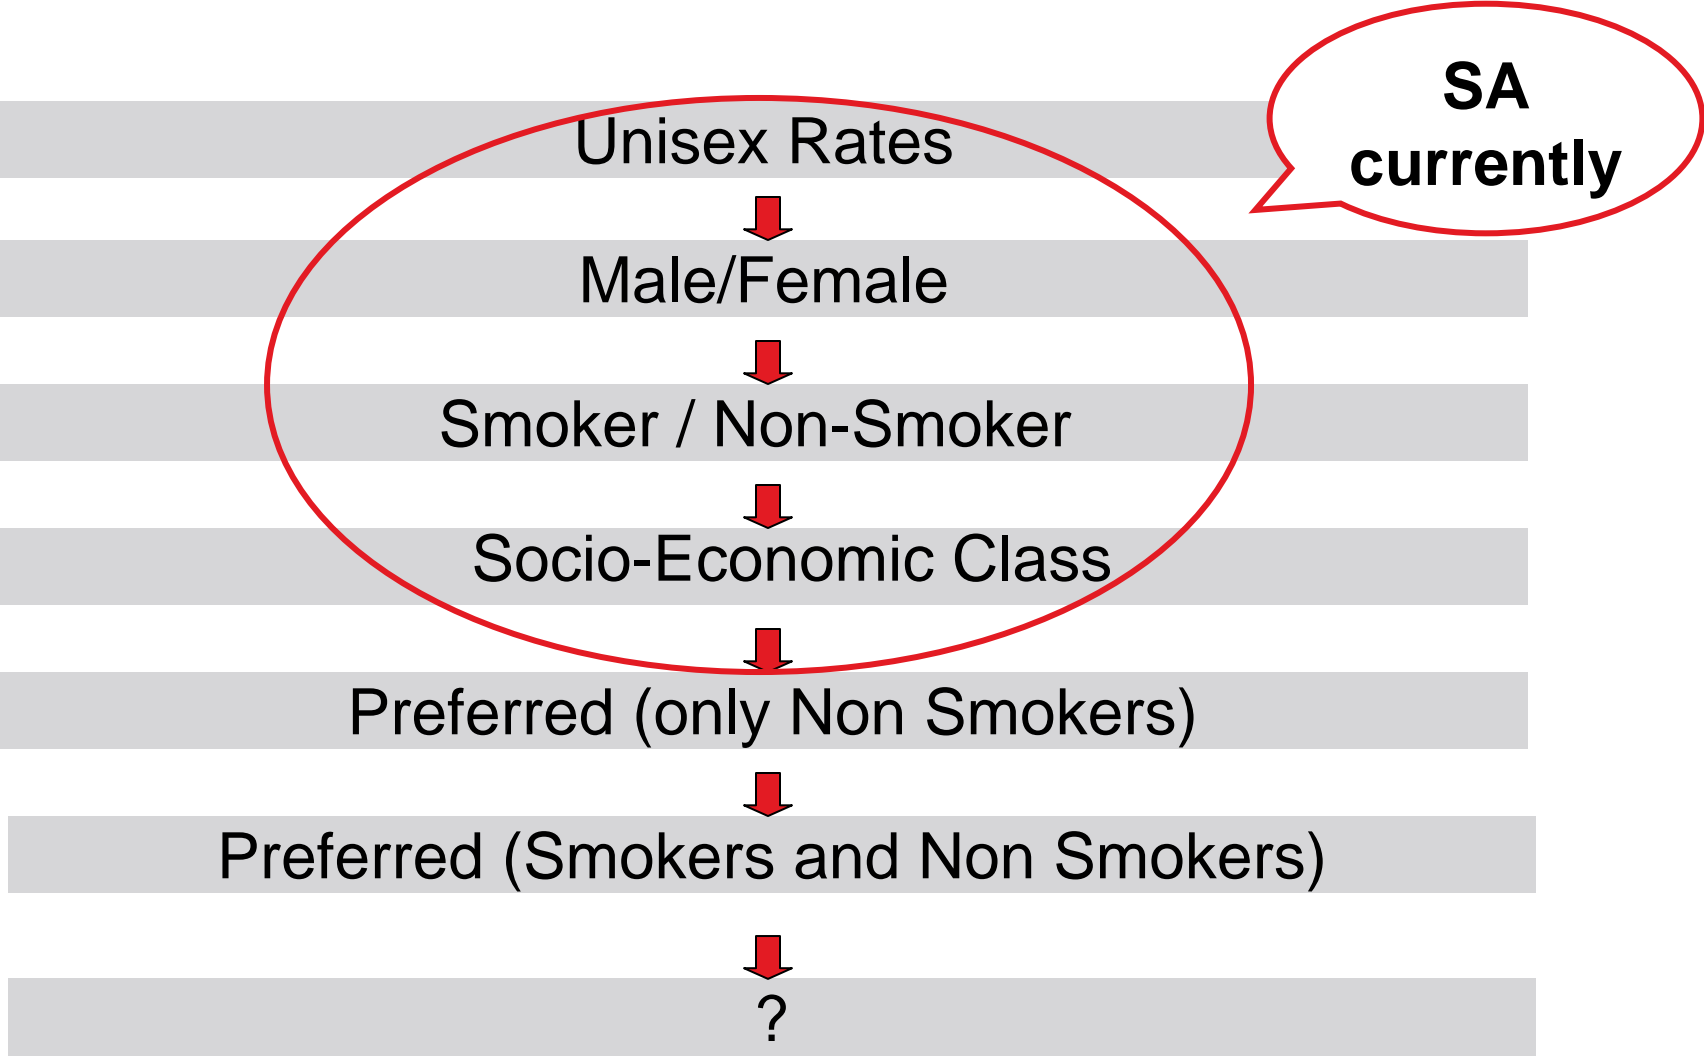 SA
currently
Unisex Rates
Male/Female
Smoker / Non-Smoker
Socio-Economic Class
Preferred (only Non Smokers)
Preferred (Smokers and Non Smokers)
?